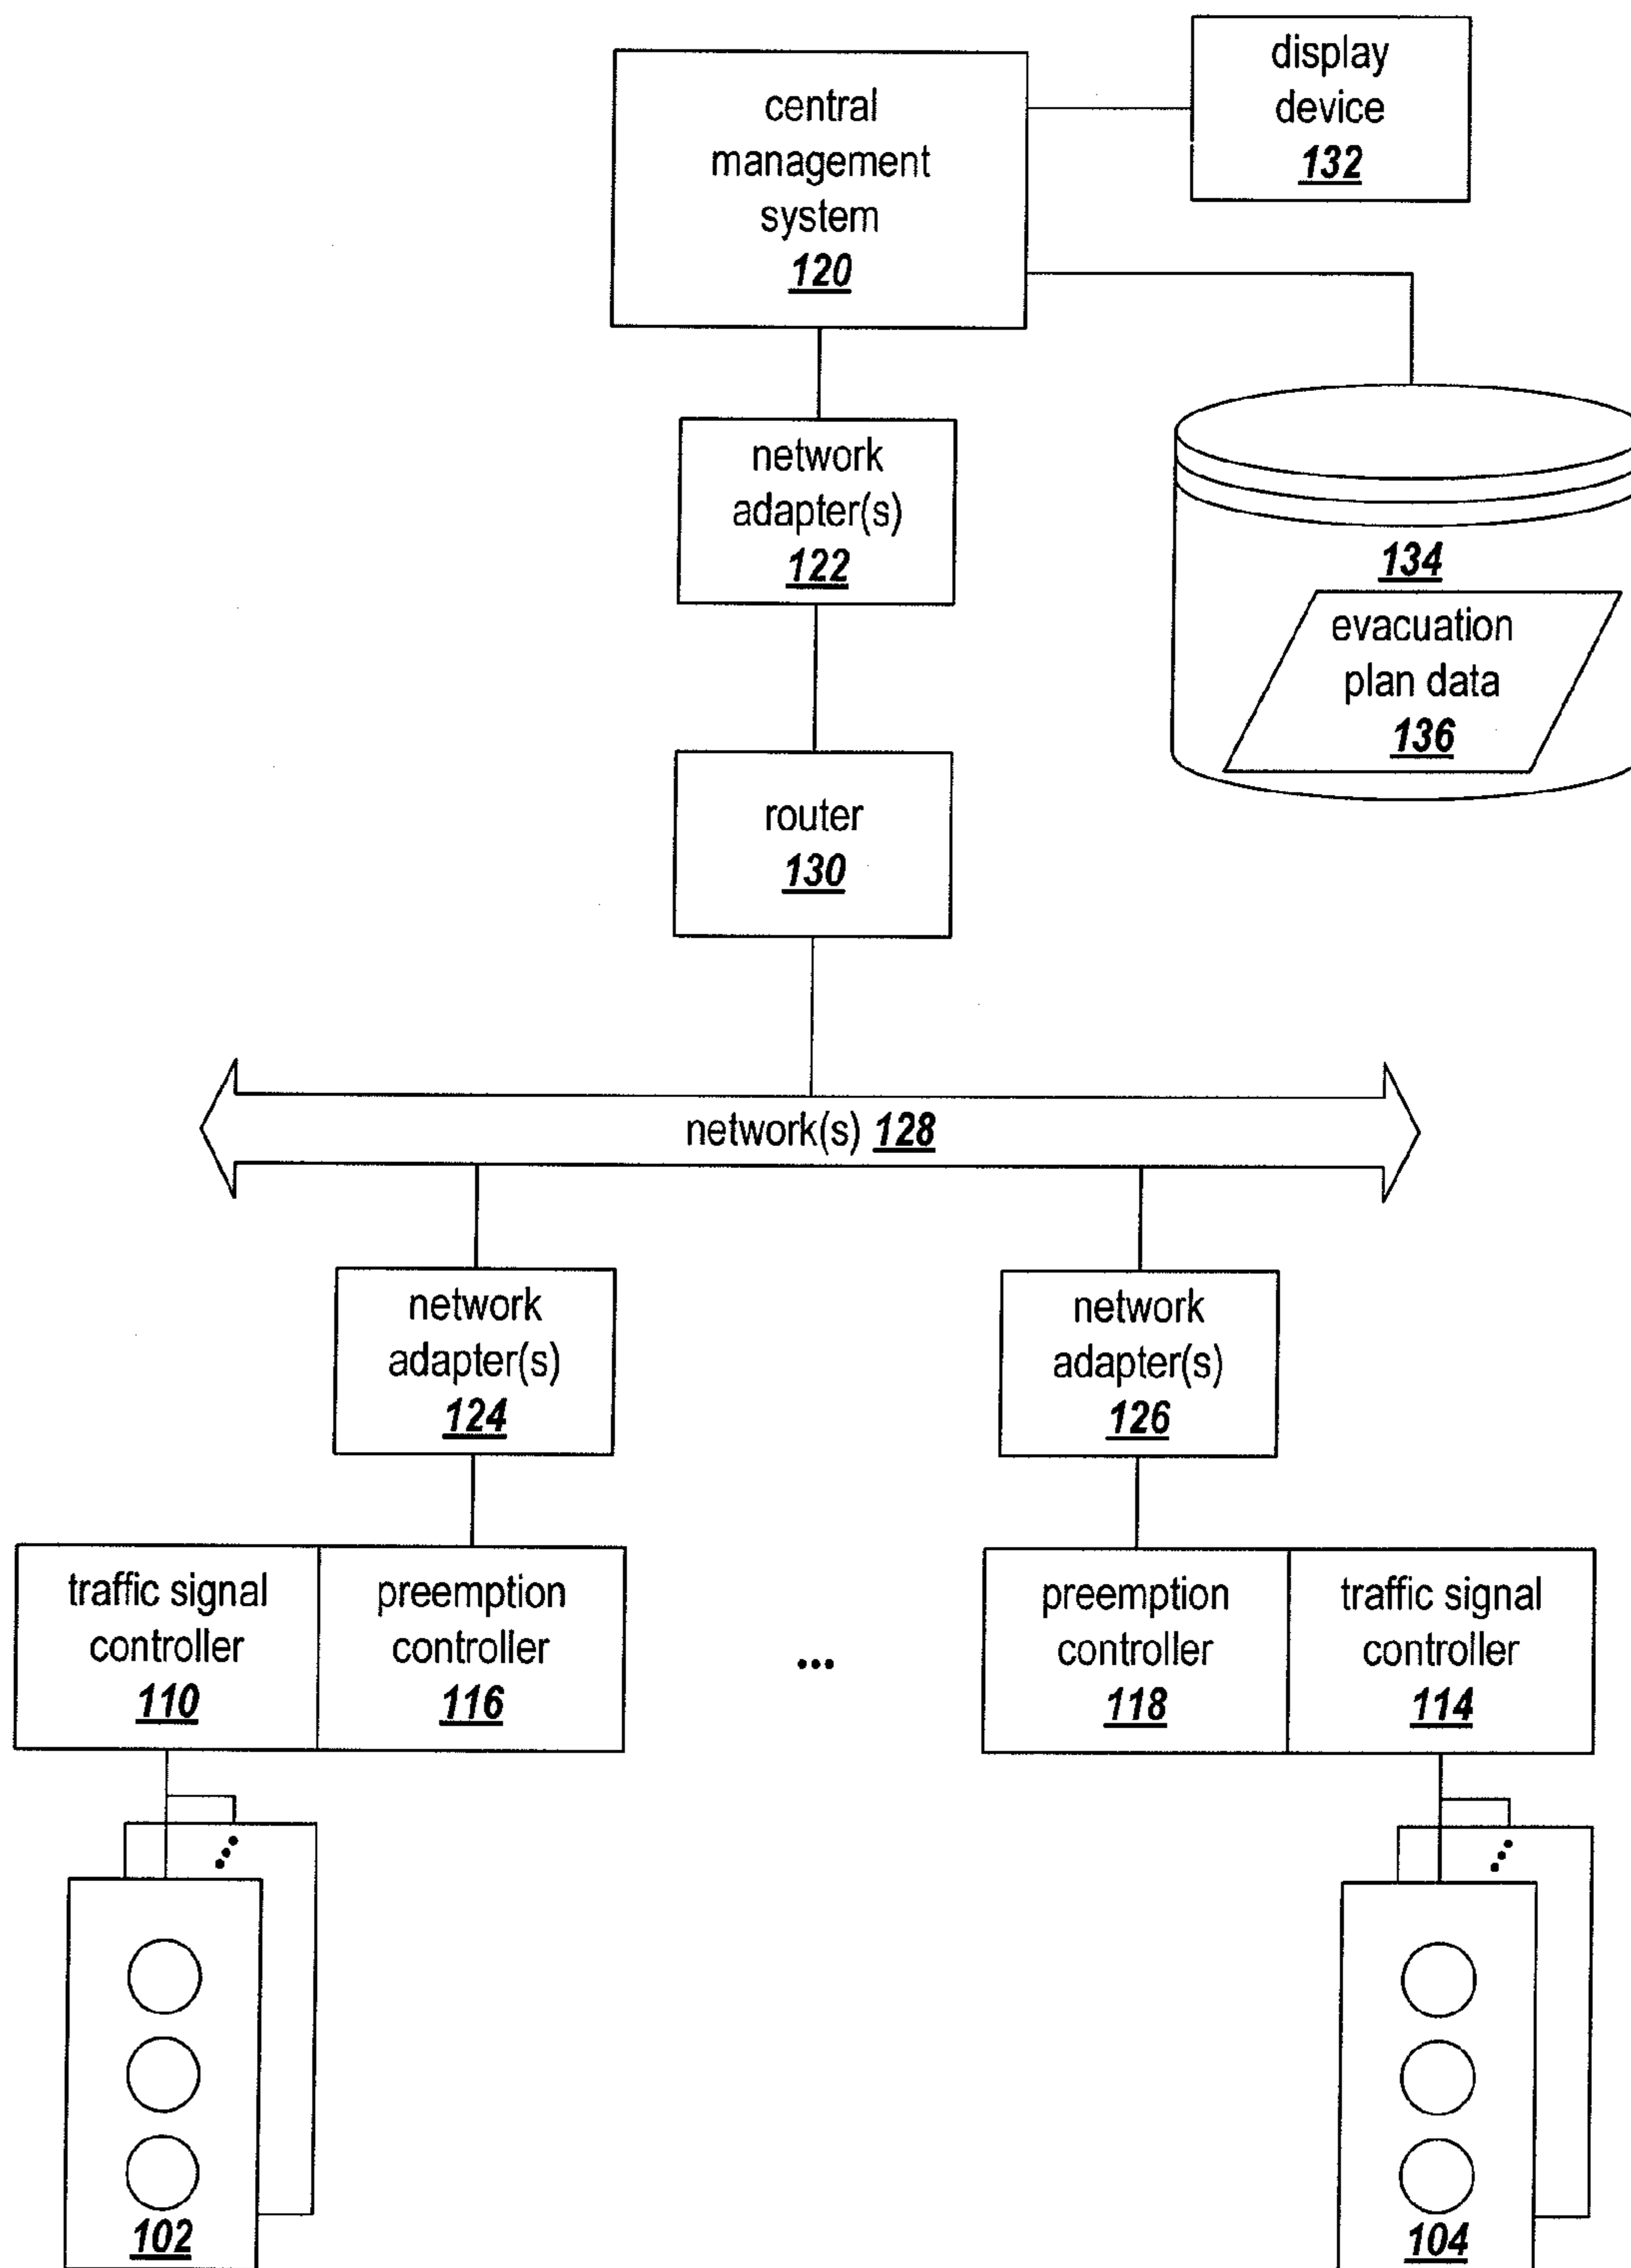 display
device
132
central
management
system
120
network
adapter(s)
122
134
evacuation
plan data
136
router
130
network(s) 128
network
adapter(s)
124
network
adapter(s)
126
traffic signal
controller
110
preemption
controller
116
...
preemption
controller
118
traffic signal
controller
114
102
104